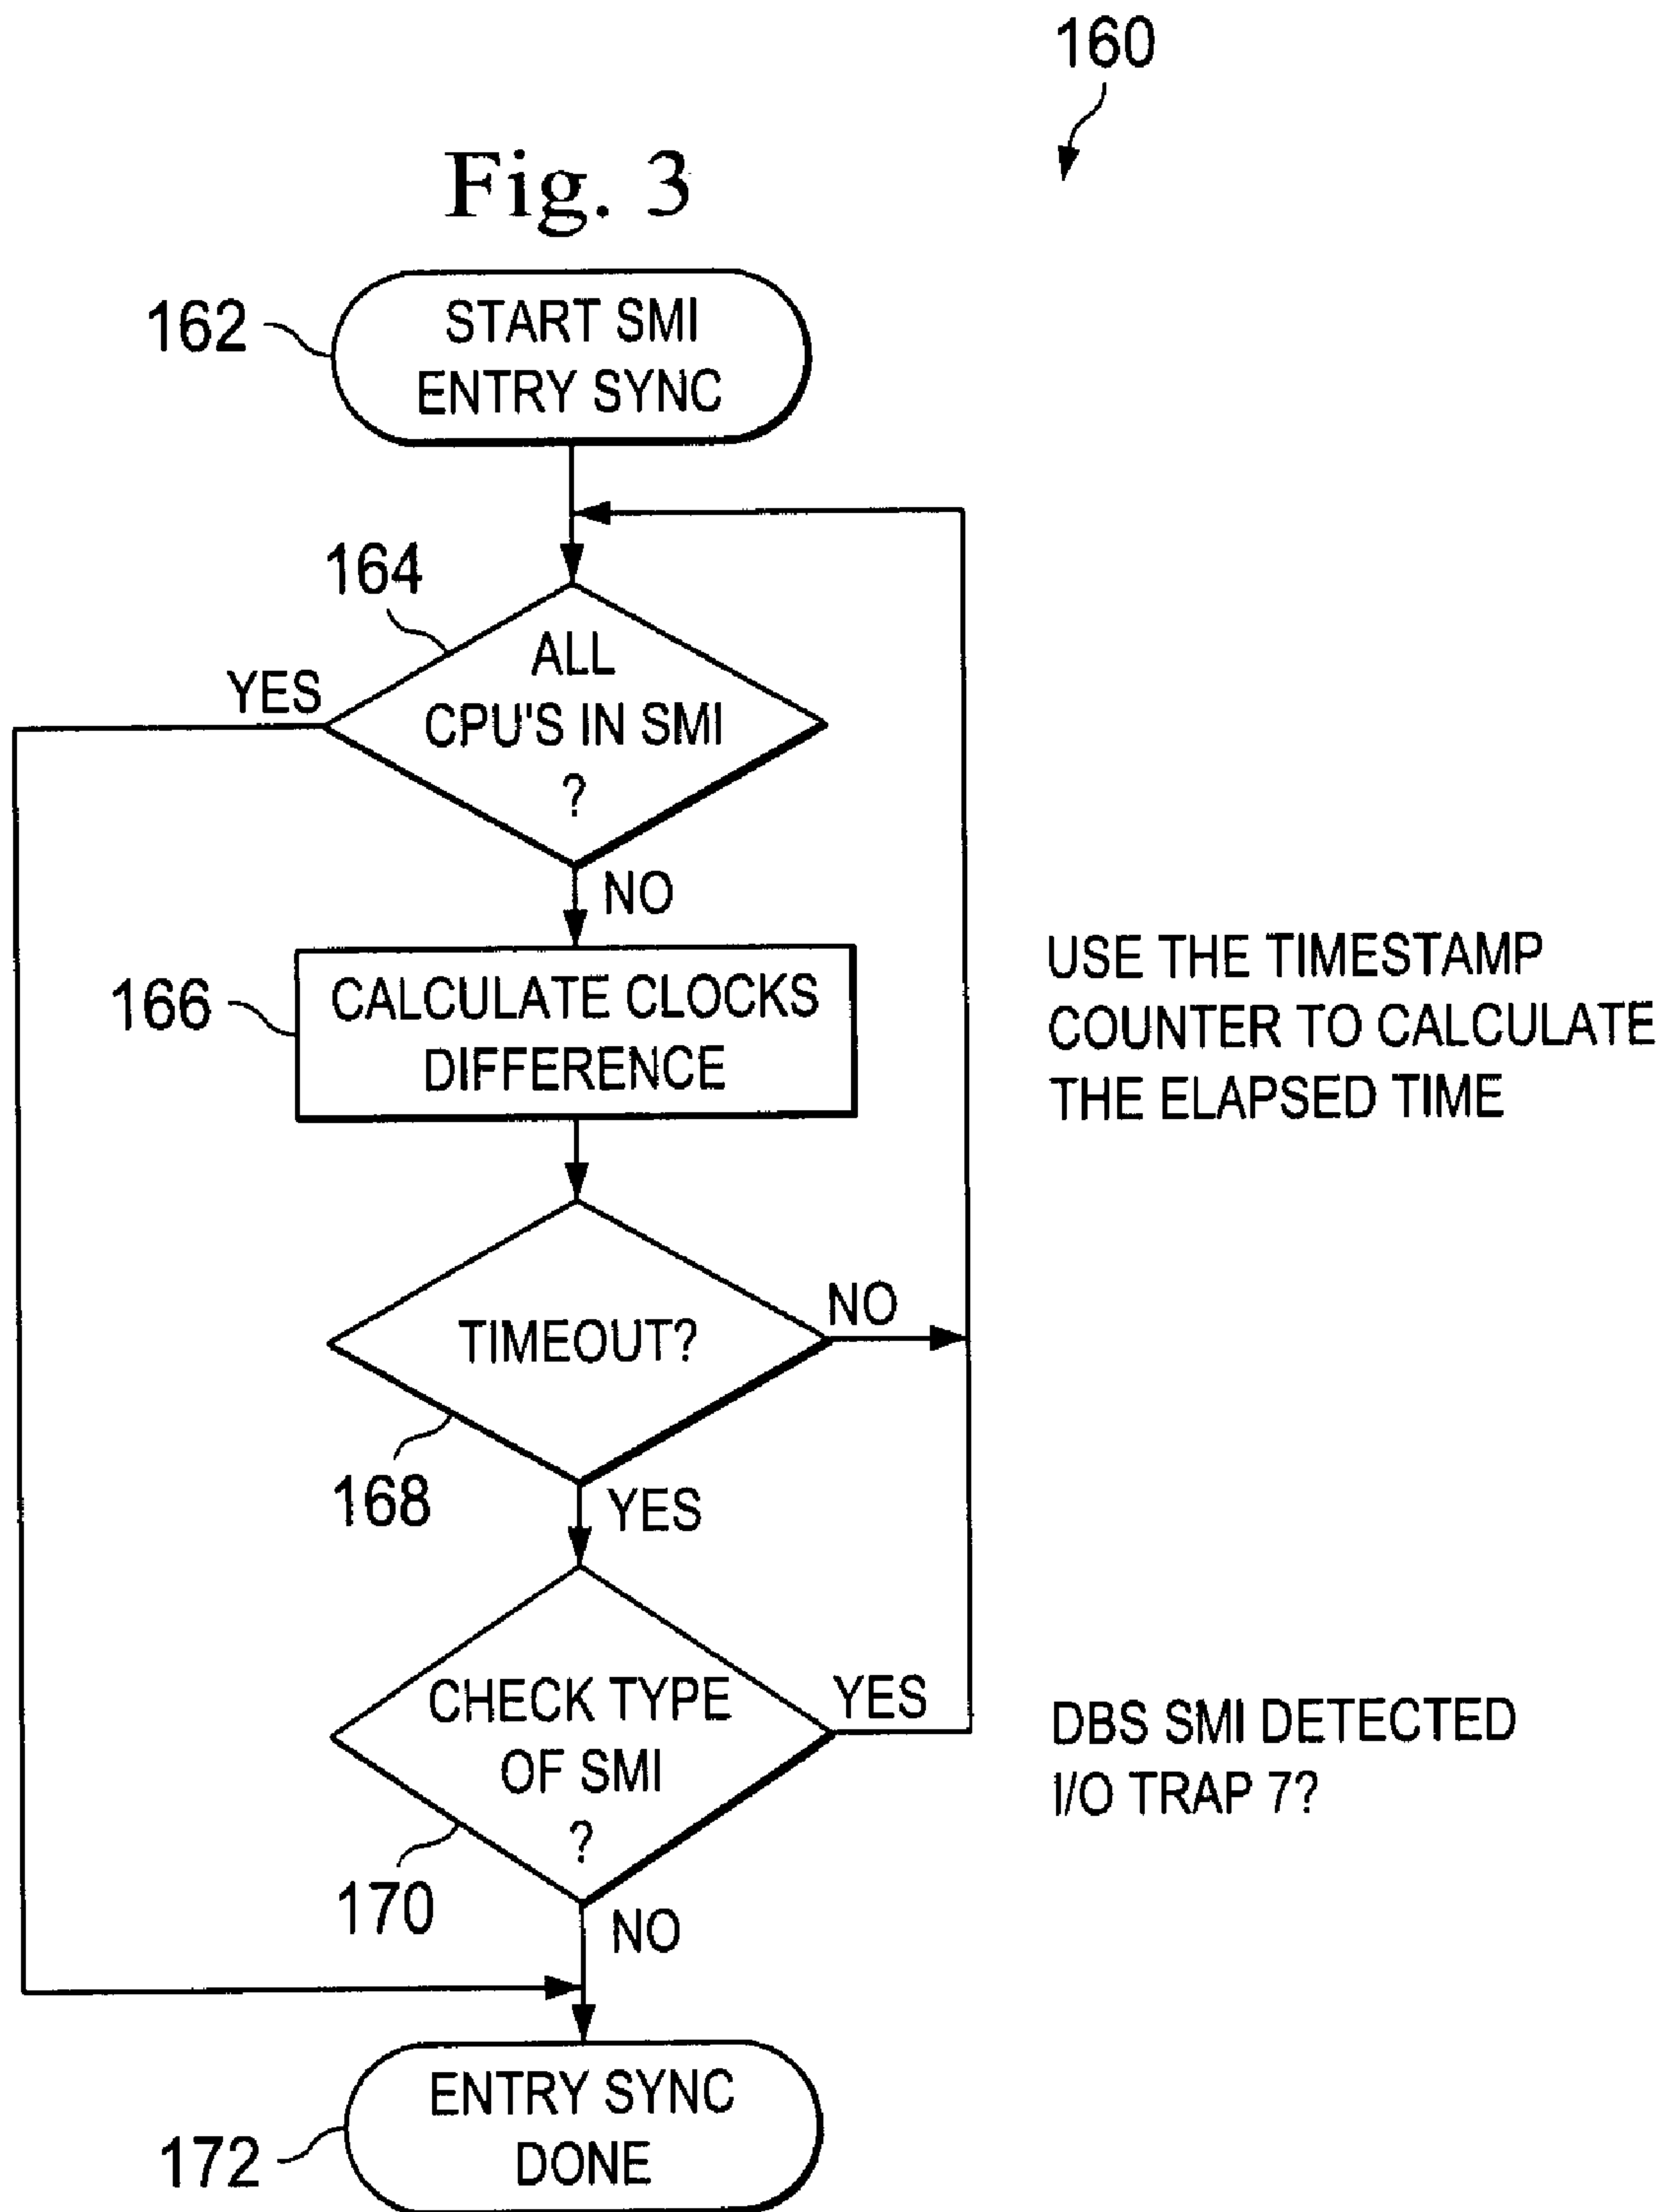 160
Fig. 3
162
START SMI
ENTRY SYNC
164
ALL
CPU'S IN SMI
?
YES
NO
166
CALCULATE CLOCKS
DIFFERENCE
USE THE TIMESTAMP
COUNTER TO CALCULATE
THE ELAPSED TIME
TIMEOUT?
NO
168
YES
CHECK TYPE
OF SMI
?
YES
DBS SMI DETECTED
I/O TRAP 7?
170
NO
ENTRY SYNC
DONE
172